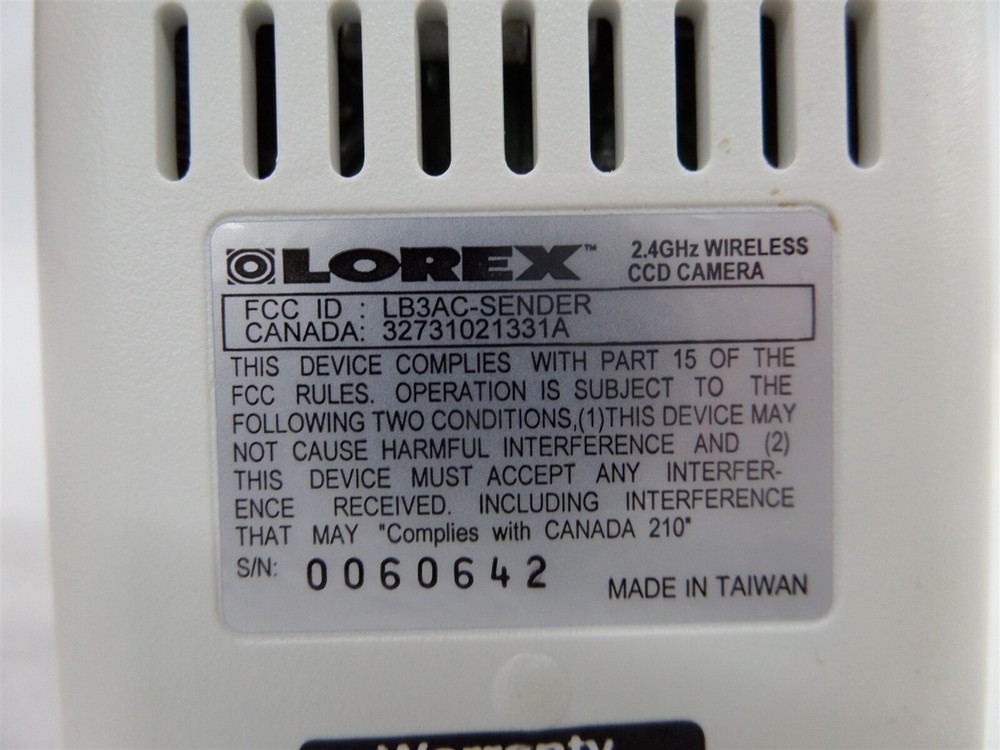 LOREX™ 2.4GHz WIRELESS
CCD CAMERA
FCC ID : LB3AC-SENDER
CANADA: 32731021331A
THIS DEVICE COMPLIES WITH PART 15 OF THE
FCC RULES. OPERATION IS SUBJECT TO THE
FOLLOWING TWO CONDITIONS,(1)THIS DEVICE MAY
NOT CAUSE HARMFUL INTERFERENCE AND (2)
THIS DEVICE MUST ACCEPT ANY INTERFER-
ENCE RECEIVED. INCLUDING INTERFERENCE
THAT MAY "Complies with CANADA 210"
S/N: 0060642
MADE IN TAIWAN
Warranty